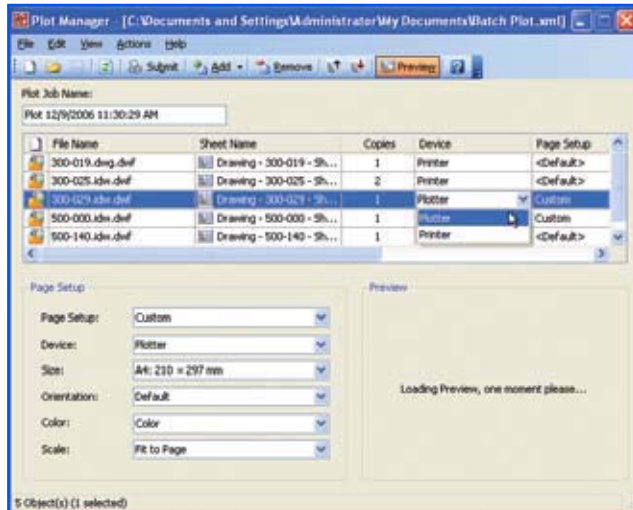 Plot Manager - [C:\Documents and Settings\Administrator\My Documents\Batch Plot.xml]
File Edit View Actions Help
Submit Add Remove Preview
Plot Job Name:
Plot 12/9/2006 11:30:29 AM
File Name Sheet Name Copies Device Page Setup
300-019.dwg.dwf Drawing - 300-019 - Sh... 1 Printer <Default>
300-025.idw.dwf Drawing - 300-025 - Sh... 2 Printer <Default>
300-029.idw.dwf Drawing - 300-029 - Sh... 1 Plotter Custom
500-000.idw.dwf Drawing - 500-000 - Sh... 1 Plotter Custom
500-140.idw.dwf Drawing - 500-140 - Sh... 1 Printer <Default>
Page Setup Preview
Page Setup: Custom
Device: Plotter
Size: A4: 210 × 297 mm
Orientation: Default
Loading Preview, one moment please...
Color: Color
Scale: Fit to Page
5 Object(s) (1 selected)